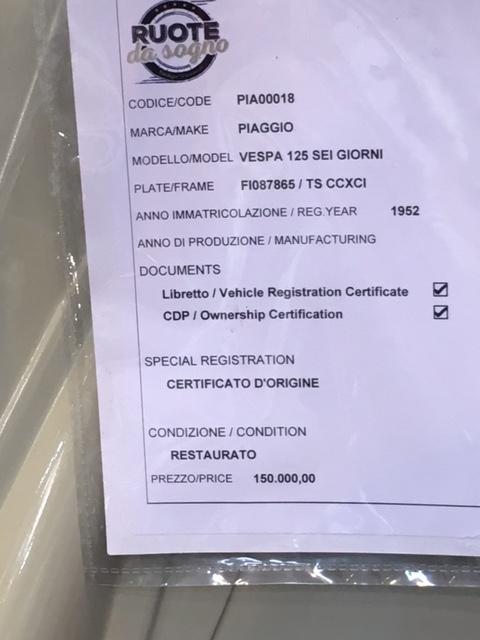 RUOTE
da sogno
CODICE/CODE PIA00018
MARCA/MAKE PIAGGIO
MODELLO/MODEL VESPA 125 SEI GIORNI
PLATE/FRAME FI087865 / TS CCXCI
ANNO IMMATRICOLAZIONE / REG.YEAR 1952
ANNO DI PRODUZIONE / MANUFACTURING
DOCUMENTS
Libretto / Vehicle Registration Certificate ☑
CDP / Ownership Certification ☑
SPECIAL REGISTRATION
CERTIFICATO D'ORIGINE
CONDIZIONE / CONDITION
RESTAURATO
PREZZO/PRICE 150.000,00